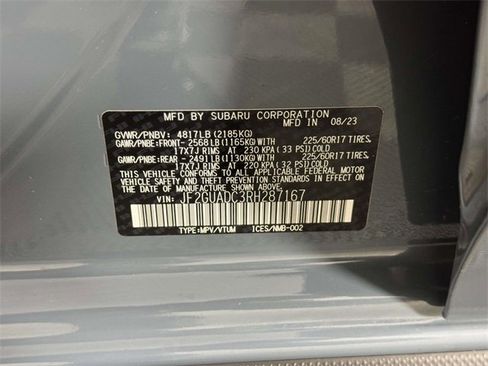 MFD BY SUBARU CORPORATION MFD IN 08/23
GVWR/PNBV: 4817LB(2185KG)
GAWR/PNBE:FRONT-2568LB(1165KG)WITH 225/60R17 TIRES,
17X7J RIMS AT 230 KPA(33 PSI)COLD
GAWR/PNBE:REAR -2491LB(1130KG)WITH 225/60R17 TIRES,
17X7J RIMS AT 220 KPA(32 PSI)COLD
THIS VEHICLE CONFORMS TO ALL APPLICABLE FEDERAL MOTOR
VEHICLE SAFETY STANDARDS IN EFFECT ON THE DATE OF
MANUFACTURE SHOWN ABOVE.
VIN: JF2GUADC3RH287167
TYPE:MPV/VTUM ICES/NMB-002